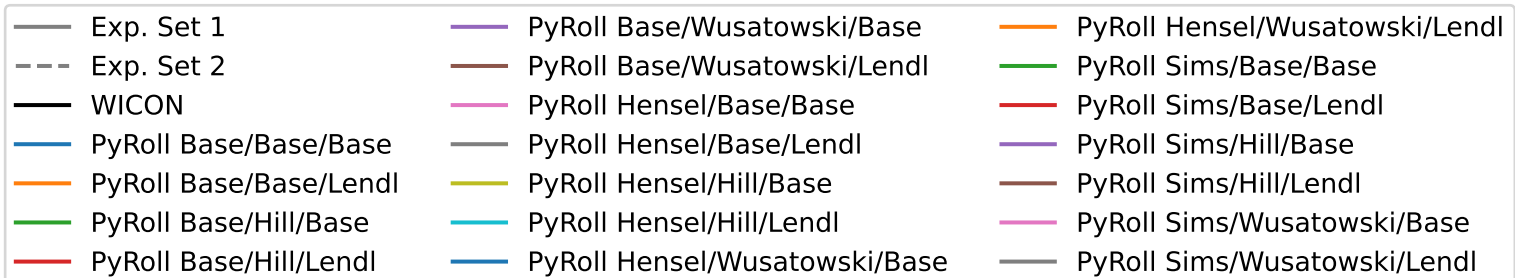 Exp. Set 1
Exp. Set 2
WICON
PyRoll Base/Base/Base
PyRoll Base/Base/Lendl
PyRoll Base/Hill/Base
PyRoll Base/Hill/Lendl
PyRoll Base/Wusatowski/Base
PyRoll Base/Wusatowski/Lendl
PyRoll Hensel/Base/Base
PyRoll Hensel/Base/Lendl
PyRoll Hensel/Hill/Base
PyRoll Hensel/Hill/Lendl
PyRoll Hensel/Wusatowski/Base
PyRoll Hensel/Wusatowski/Lendl
PyRoll Sims/Base/Base
PyRoll Sims/Base/Lendl
PyRoll Sims/Hill/Base
PyRoll Sims/Hill/Lendl
PyRoll Sims/Wusatowski/Base
PyRoll Sims/Wusatowski/Lendl